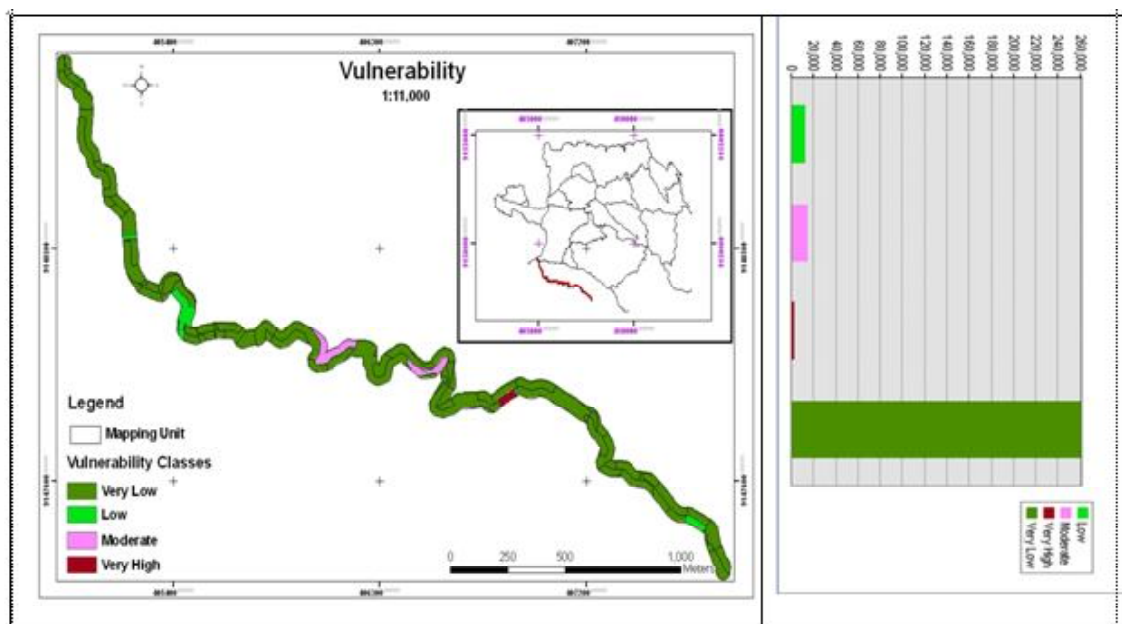 Vulnerability
1:11,000
Legend
Mapping Unit
Vulnerability Classes
Very Low
Low
Moderate
Very High
0
250
500
1,000
Meters
0
20,000
40,000
60,000
80,000
100,000
120,000
140,000
160,000
180,000
200,000
220,000
240,000
260,000
Low
Moderate
Very High
Very Low